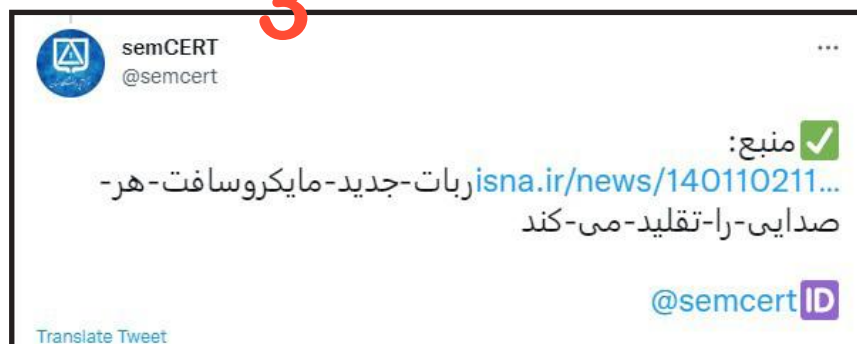 3
semCERT
@semcert
...
✅منبع:
isna.ir/news/140110211...ربات-جدید-مایکروسافت-هر-
صدایی-را-تقلید-می-کند
🆔@semcert
Translate Tweet